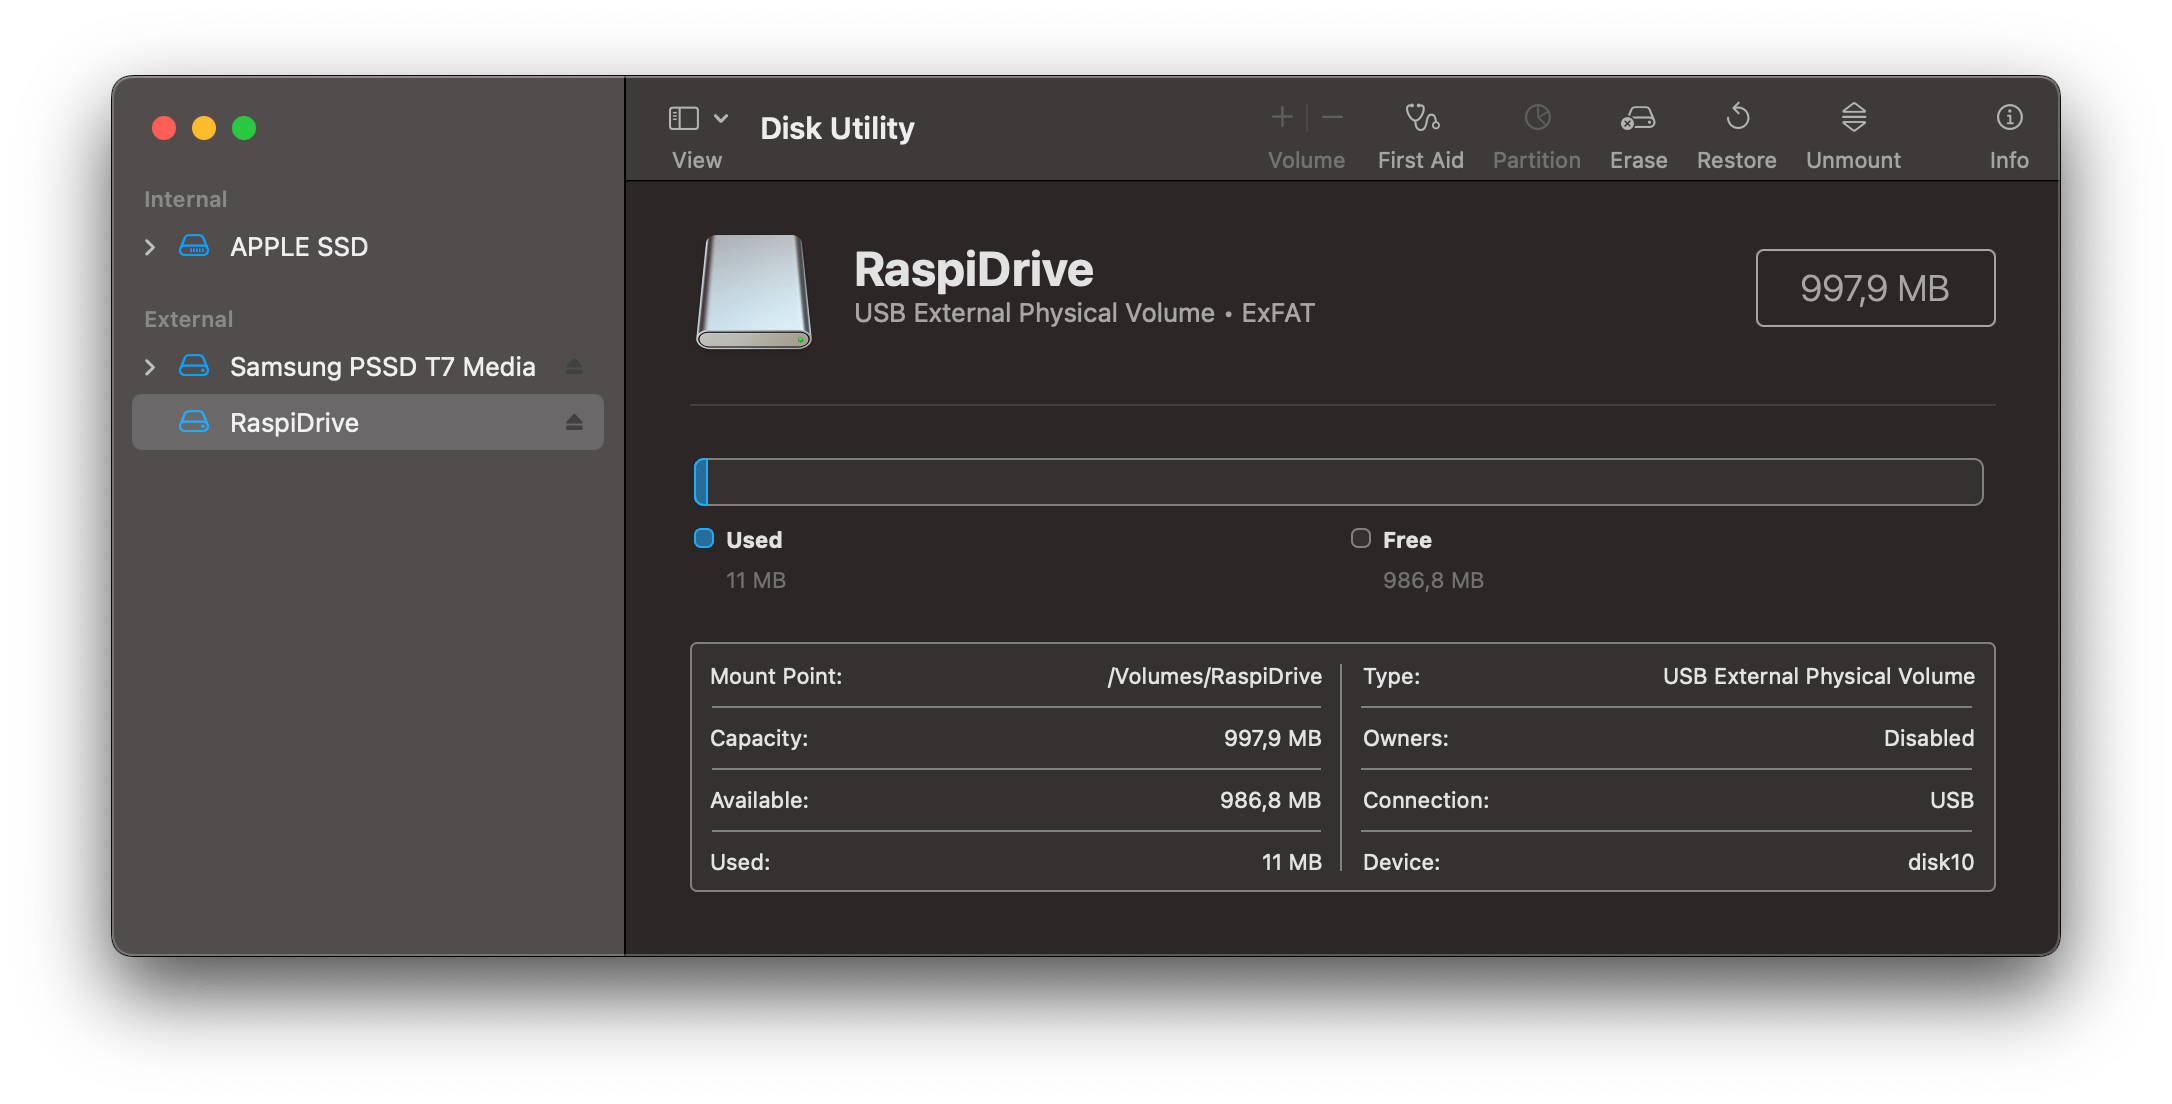 View
Disk Utility
Volume
First Aid
Partition
Erase
Restore
Unmount
Info
Internal
APPLE SSD
External
Samsung PSSD T7 Media
RaspiDrive
RaspiDrive
USB External Physical Volume • ExFAT
997,9 MB
Used
11 MB
Free
986,8 MB
Mount Point: /Volumes/RaspiDrive
Capacity: 997,9 MB
Available: 986,8 MB
Used: 11 MB
Type: USB External Physical Volume
Owners: Disabled
Connection: USB
Device: disk10